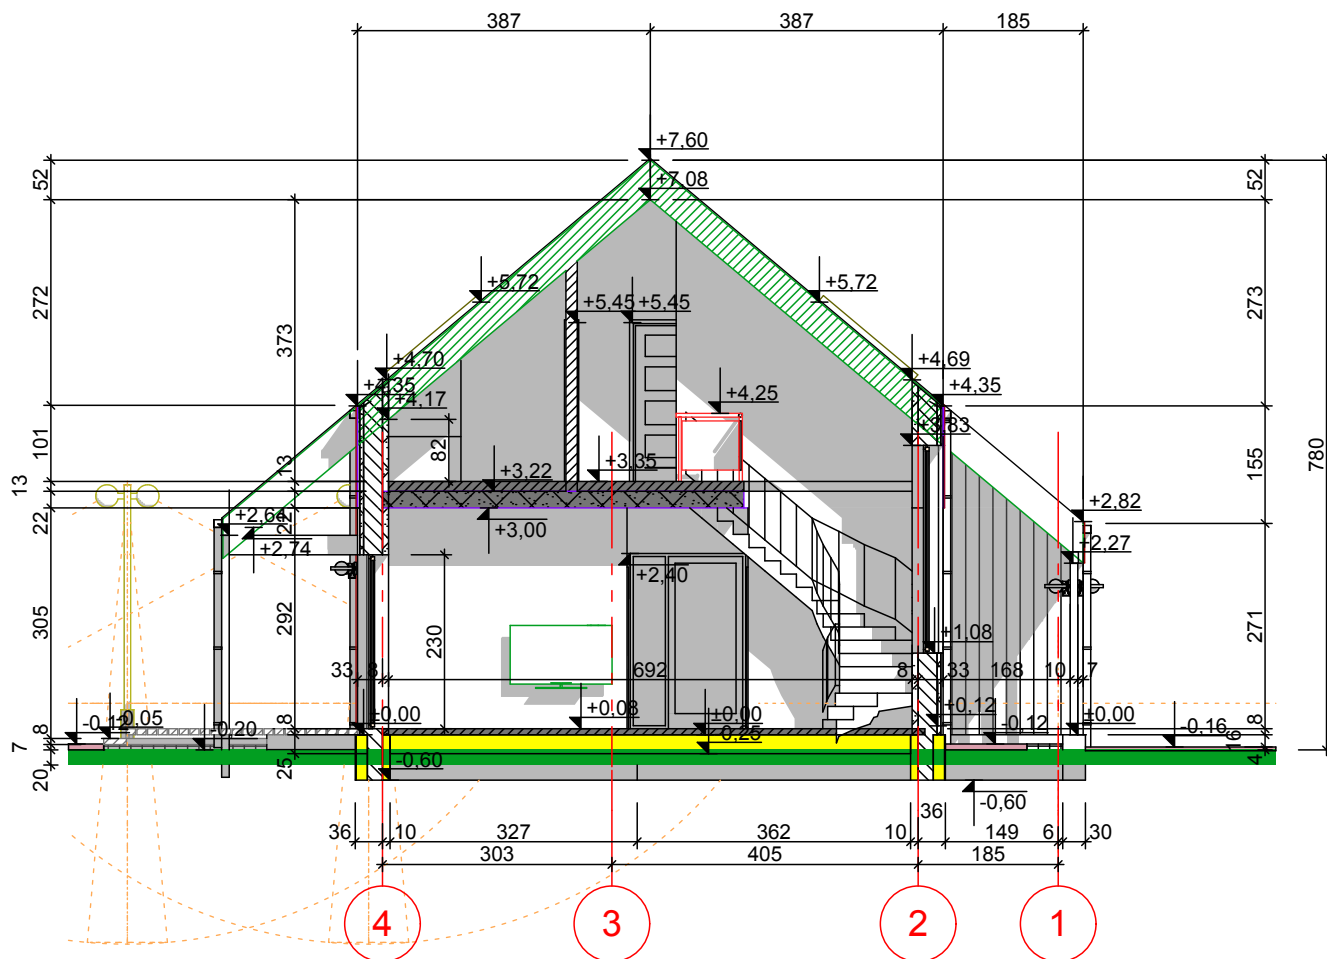 387 387 185
+7,60
+7,08
52 52
+5,72 +5,72
272 373 273 780
+5,45 +5,45
+4,70 +4,69
+4,35 +4,35
+4,17 +4,25
+3,83
101 82 155
13 13 +3,22 +3,35
22 22 +2,64 +3,00 +2,82
+2,74 +2,27
+2,40
305 292 230 271
+1,08
33 8 692 8 33 168 10 7
-0,12 -0,05 ±0,00 +0,08 ±0,00 +0,12 -0,12 ±0,00 -0,16
8 -0,20 8 -0,25 16 8
7 25 4
20 -0,60 -0,60
36 10 327 362 10 36 149 6 30
303 405 185
4 3 2 1